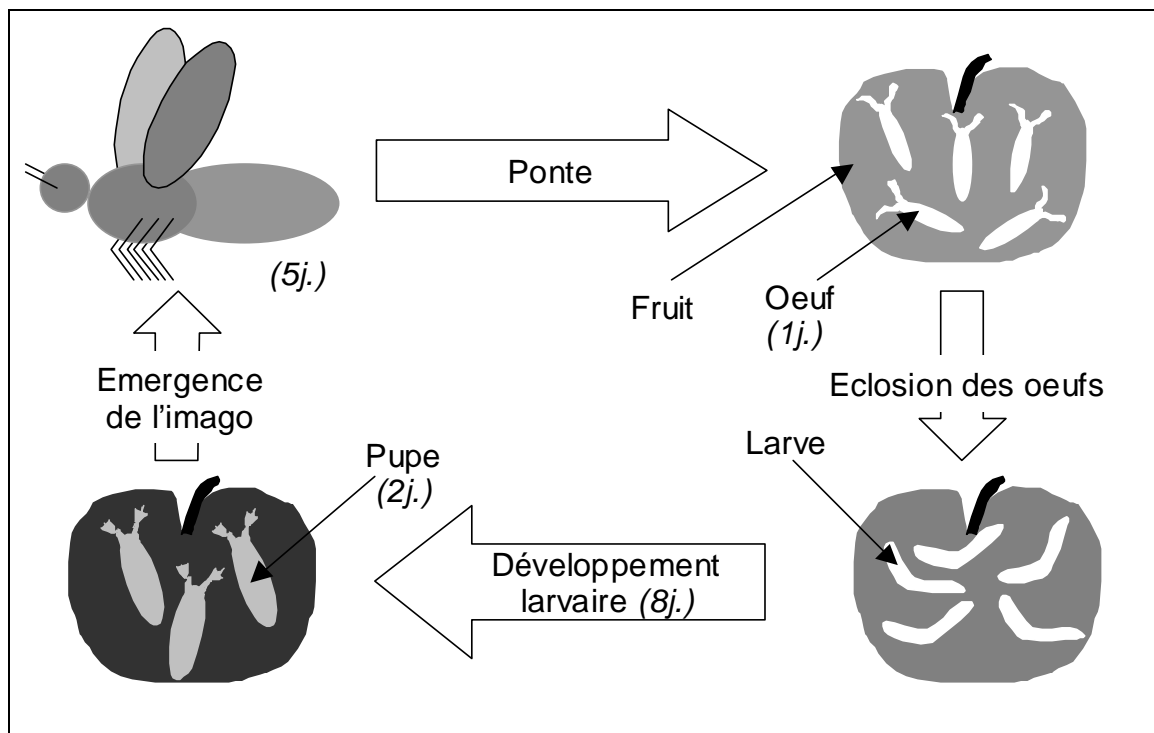 Ponte
(5j.)
Fruit
Oeuf
(1j.)
Emergence
de l'imago
Eclosion des oeufs
Larve
Pupe
(2j.)
Développement
larvaire (8j.)